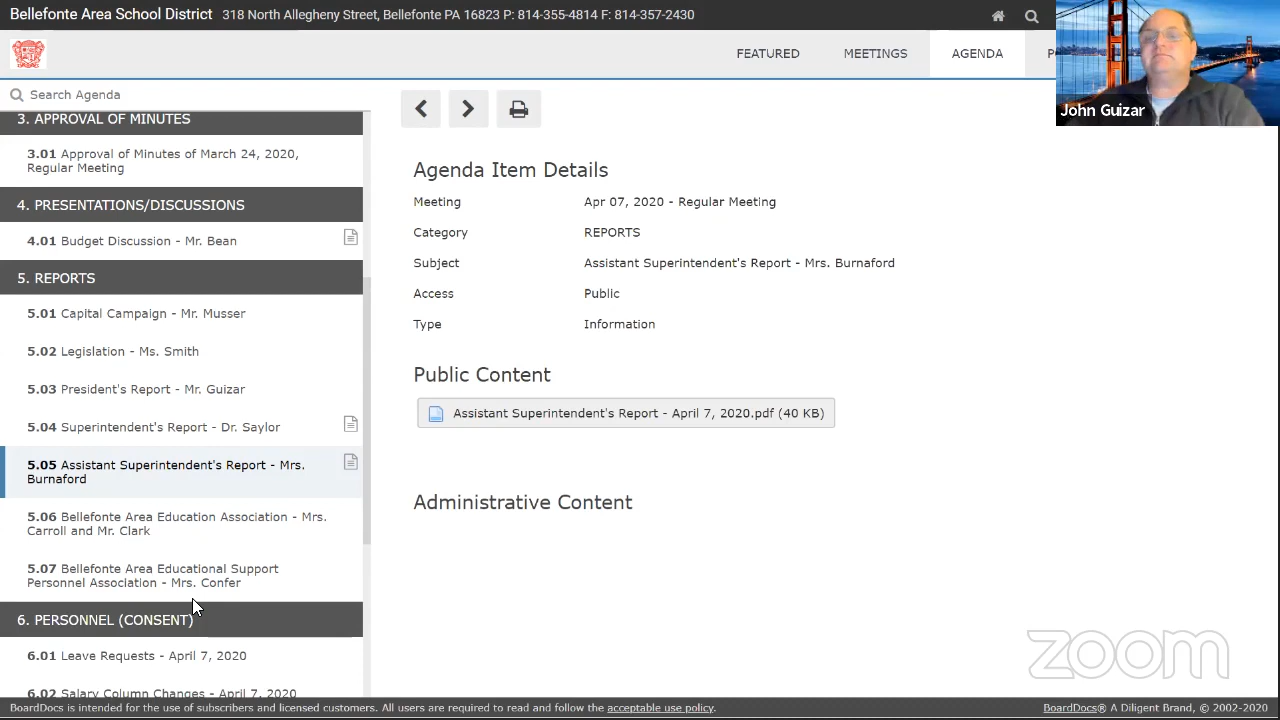 Bellefonte Area School District 318 North Allegheny Street, Bellefonte PA 16823 P: 814-355-4814 F: 814-357-2430
FEATURED MEETINGS AGENDA P
John Guizar
Search Agenda
3. APPROVAL OF MINUTES
3.01 Approval of Minutes of March 24, 2020,
Regular Meeting
4. PRESENTATIONS/DISCUSSIONS
4.01 Budget Discussion - Mr. Bean
5. REPORTS
5.01 Capital Campaign - Mr. Musser
5.02 Legislation - Ms. Smith
5.03 President's Report - Mr. Guizar
5.04 Superintendent's Report - Dr. Saylor
5.05 Assistant Superintendent's Report - Mrs.
Burnaford
5.06 Bellefonte Area Education Association - Mrs.
Carroll and Mr. Clark
5.07 Bellefonte Area Educational Support
Personnel Association - Mrs. Confer
6. PERSONNEL (CONSENT)
6.01 Leave Requests - April 7, 2020
6.02 Salary Column Changes - April 7, 2020
Agenda Item Details
Meeting Apr 07, 2020 - Regular Meeting
Category REPORTS
Subject Assistant Superintendent's Report - Mrs. Burnaford
Access Public
Type Information
Public Content
Assistant Superintendent's Report - April 7, 2020.pdf (40 KB)
Administrative Content
zoom
BoardDocs is intended for the use of subscribers and licensed customers. All users are required to read and follow the acceptable use policy.
BoardDocs® A Diligent Brand, © 2002-2020